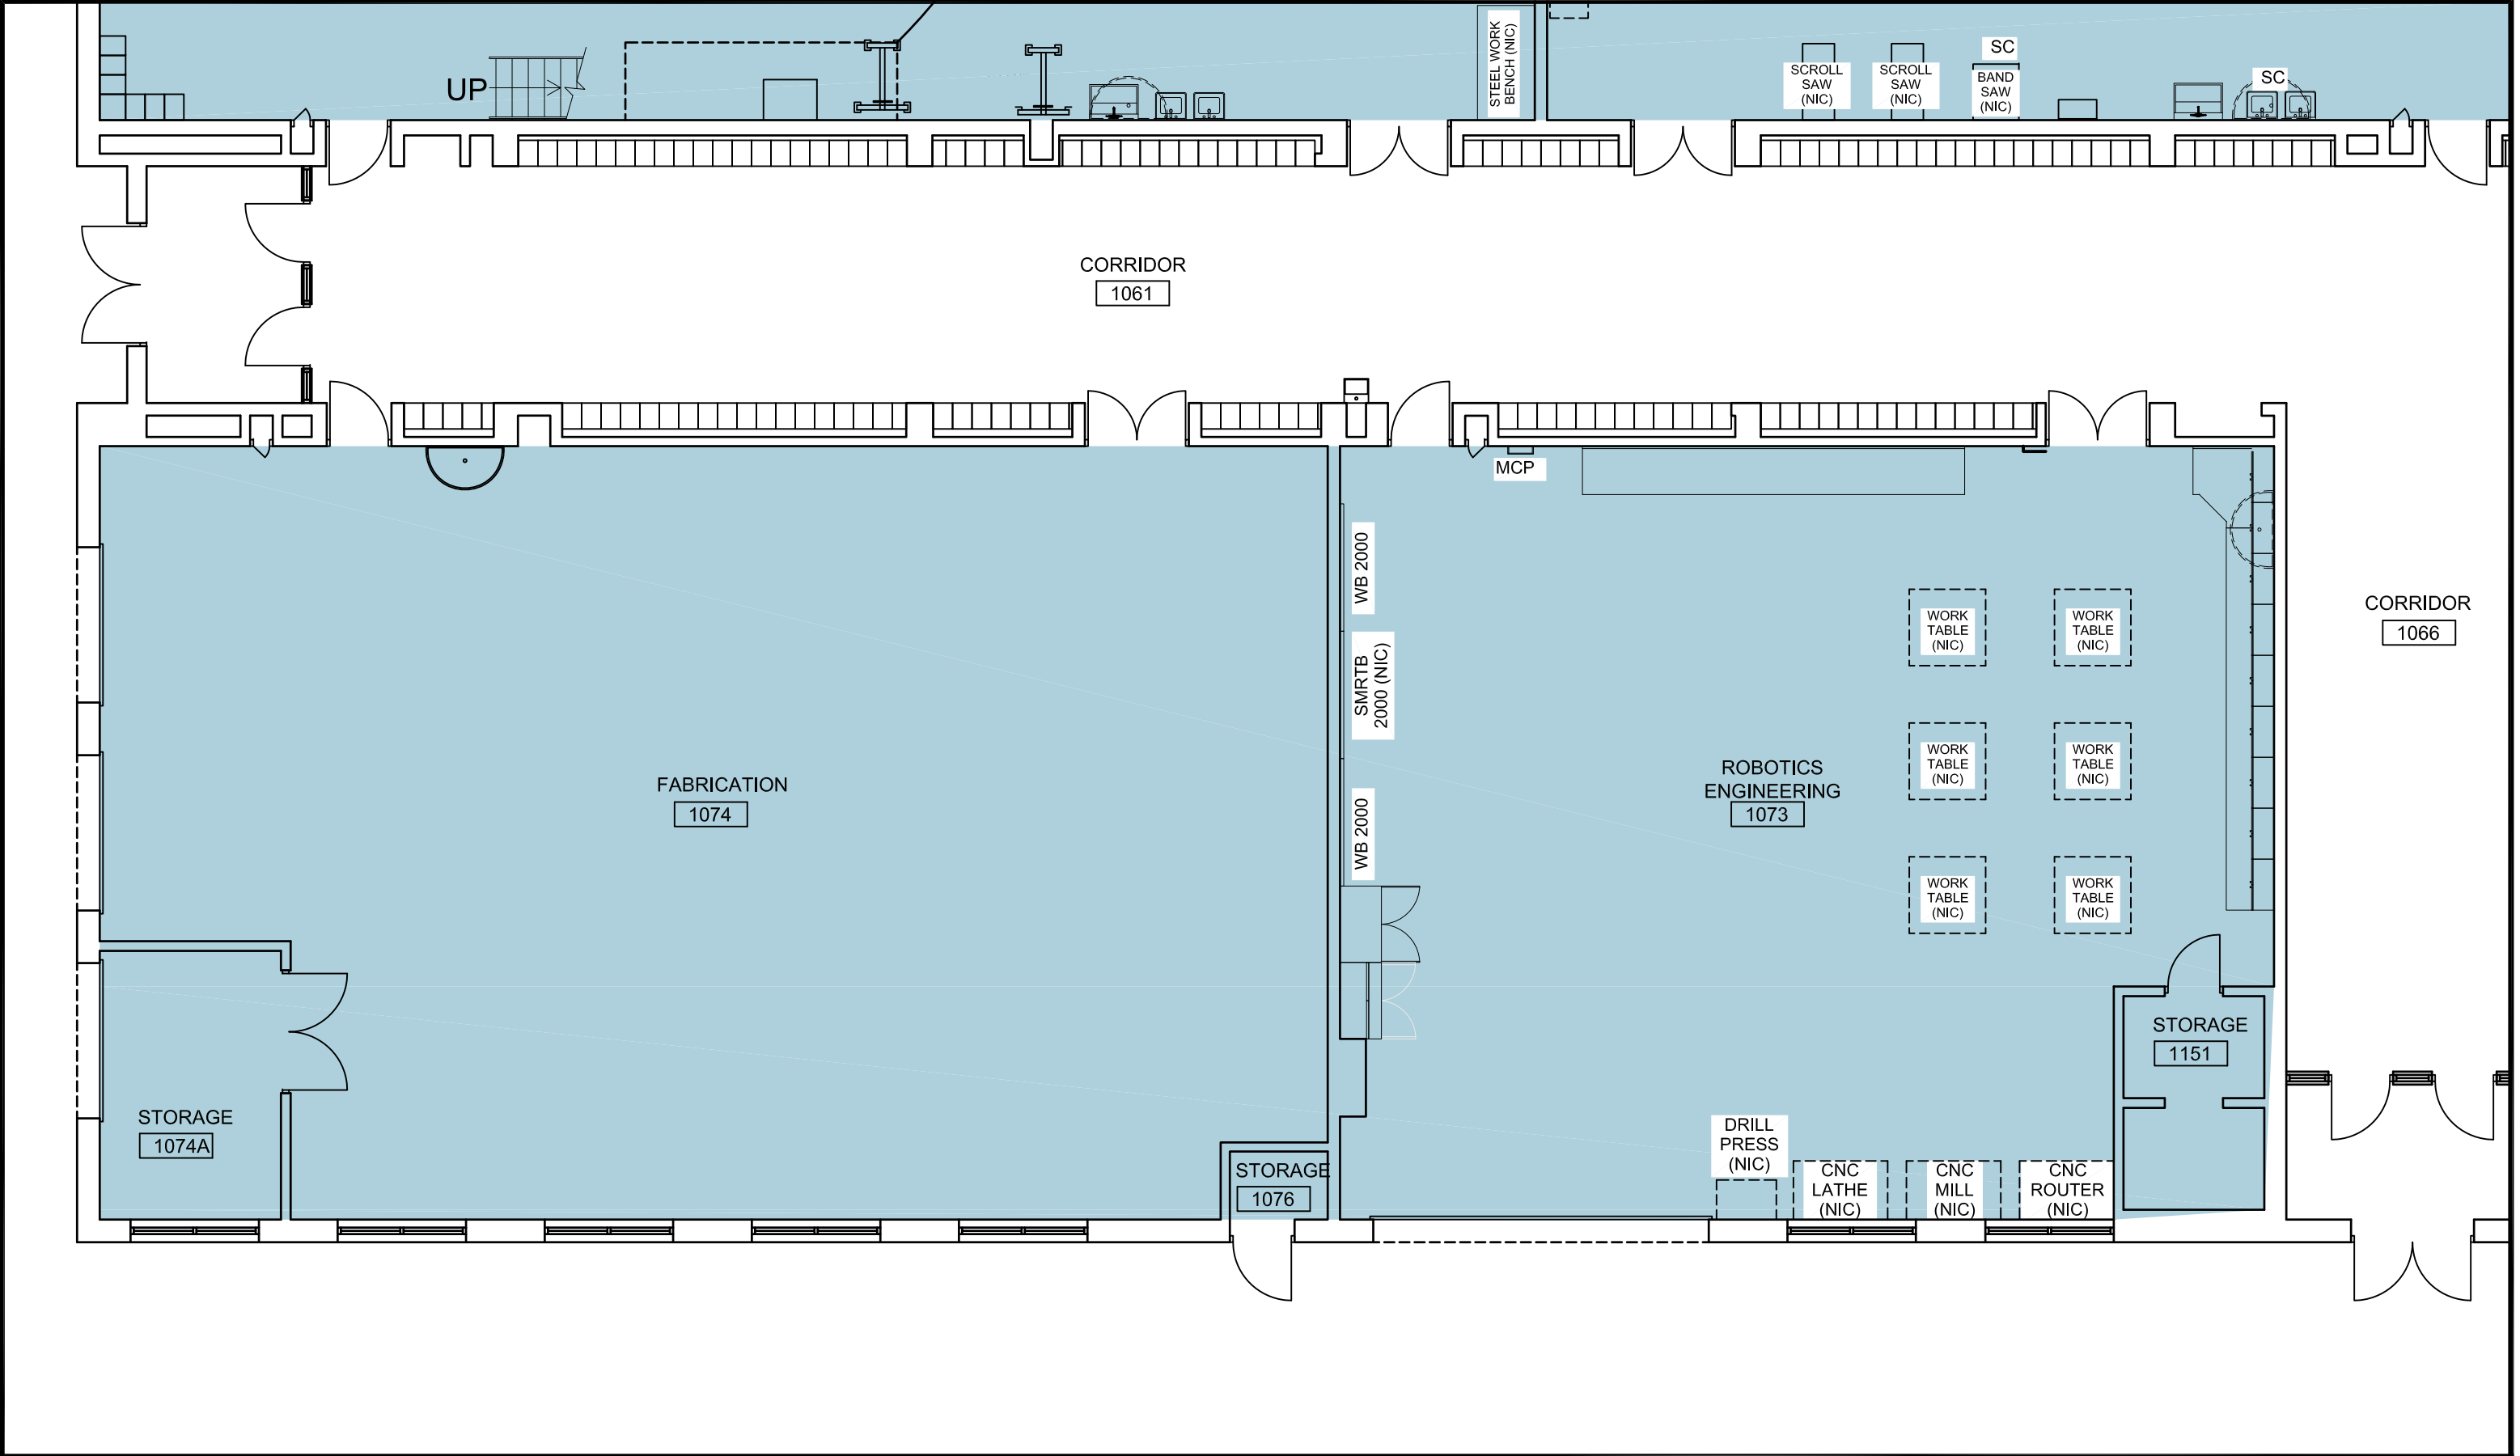 STEEL WORK
BENCH (NIC)
UP
SCROLL
SAW
(NIC)
SCROLL
SAW
(NIC)
SC
BAND
SAW
(NIC)
SC
CORRIDOR
1061
MCP
WB 2000
SMRTB
2000 (NIC)
WB 2000
WORK
TABLE
(NIC)
WORK
TABLE
(NIC)
CORRIDOR
1066
FABRICATION
1074
ROBOTICS
ENGINEERING
1073
WORK
TABLE
(NIC)
WORK
TABLE
(NIC)
WORK
TABLE
(NIC)
WORK
TABLE
(NIC)
STORAGE
1074A
STORAGE
1076
DRILL
PRESS
(NIC)
CNC
LATHE
(NIC)
CNC
MILL
(NIC)
CNC
ROUTER
(NIC)
STORAGE
1151